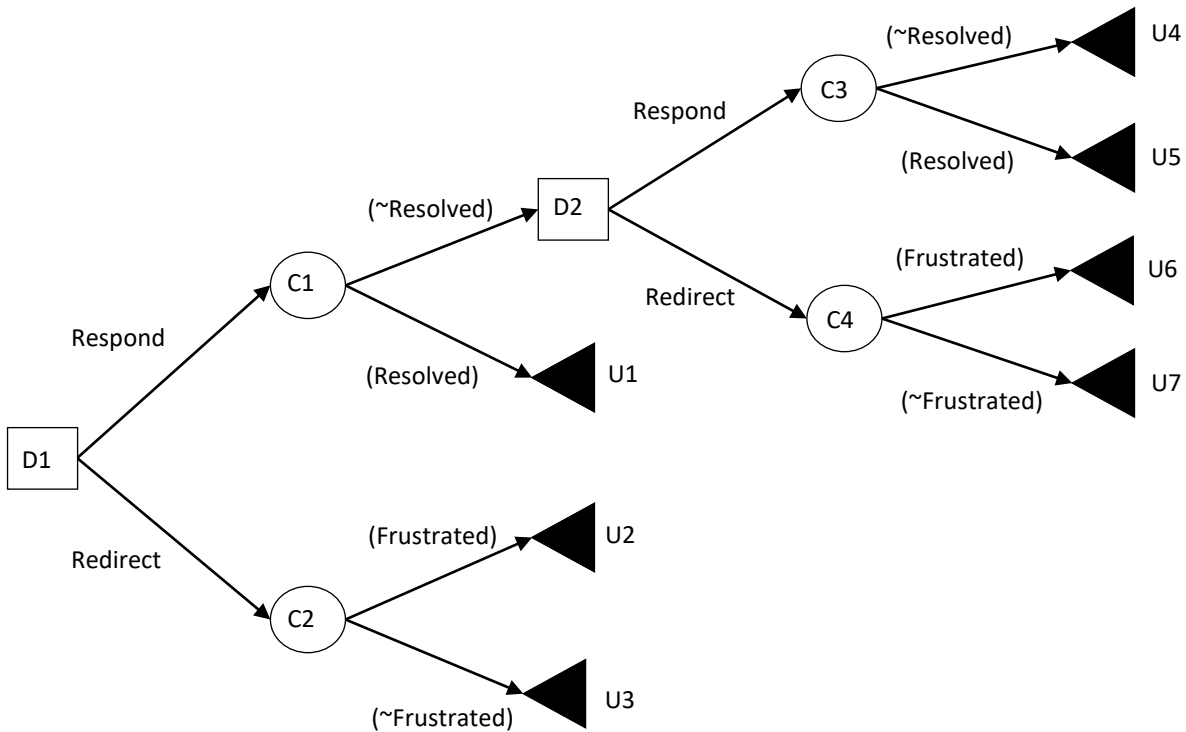 (~Resolved)
U4
C3
Respond
(Resolved)
U5
(~Resolved)
D2
(Frustrated)
U6
C1
Redirect
C4
Respond
(Resolved)
U1
(~Frustrated)
U7
D1
(Frustrated)
U2
Redirect
C2
(~Frustrated)
U3